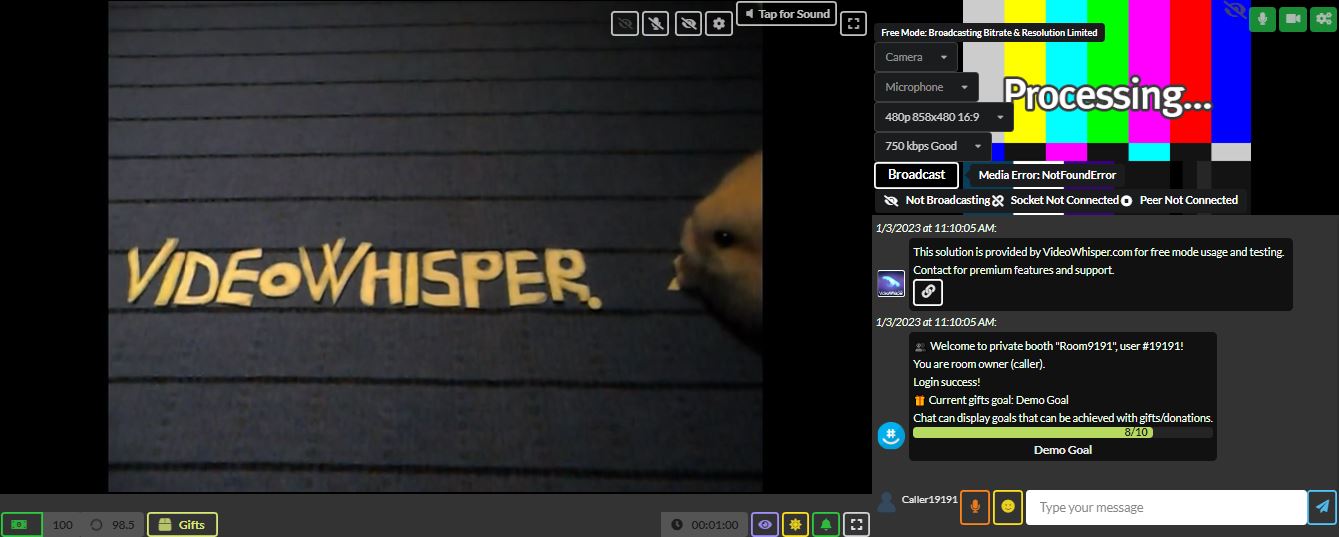 Tap for Sound
VIDEOWHISPER.
100
98.5
Gifts
00:01:00
Free Mode: Broadcasting Bitrate & Resolution Limited
Camera
Microphone
480p 858x480 16:9
750 kbps Good
Processing...
Broadcast
Media Error: NotFoundError
Not Broadcasting
Socket Not Connected
Peer Not Connected
1/3/2023 at 11:10:05 AM:
This solution is provided by VideoWhisper.com for free mode usage and testing.
Contact for premium features and support.
1/3/2023 at 11:10:05 AM:
Welcome to private booth "Room9191", user #19191!
You are room owner (caller).
Login success!
Current gifts goal: Demo Goal
Chat can display goals that can be achieved with gifts/donations.
8/10
Demo Goal
Caller19191
Type your message